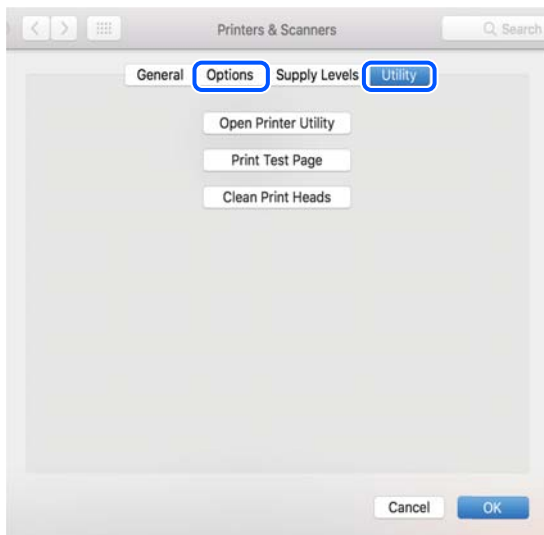 Printers & Scanners
Search
General Options Supply Levels Utility
Open Printer Utility
Print Test Page
Clean Print Heads
Cancel OK